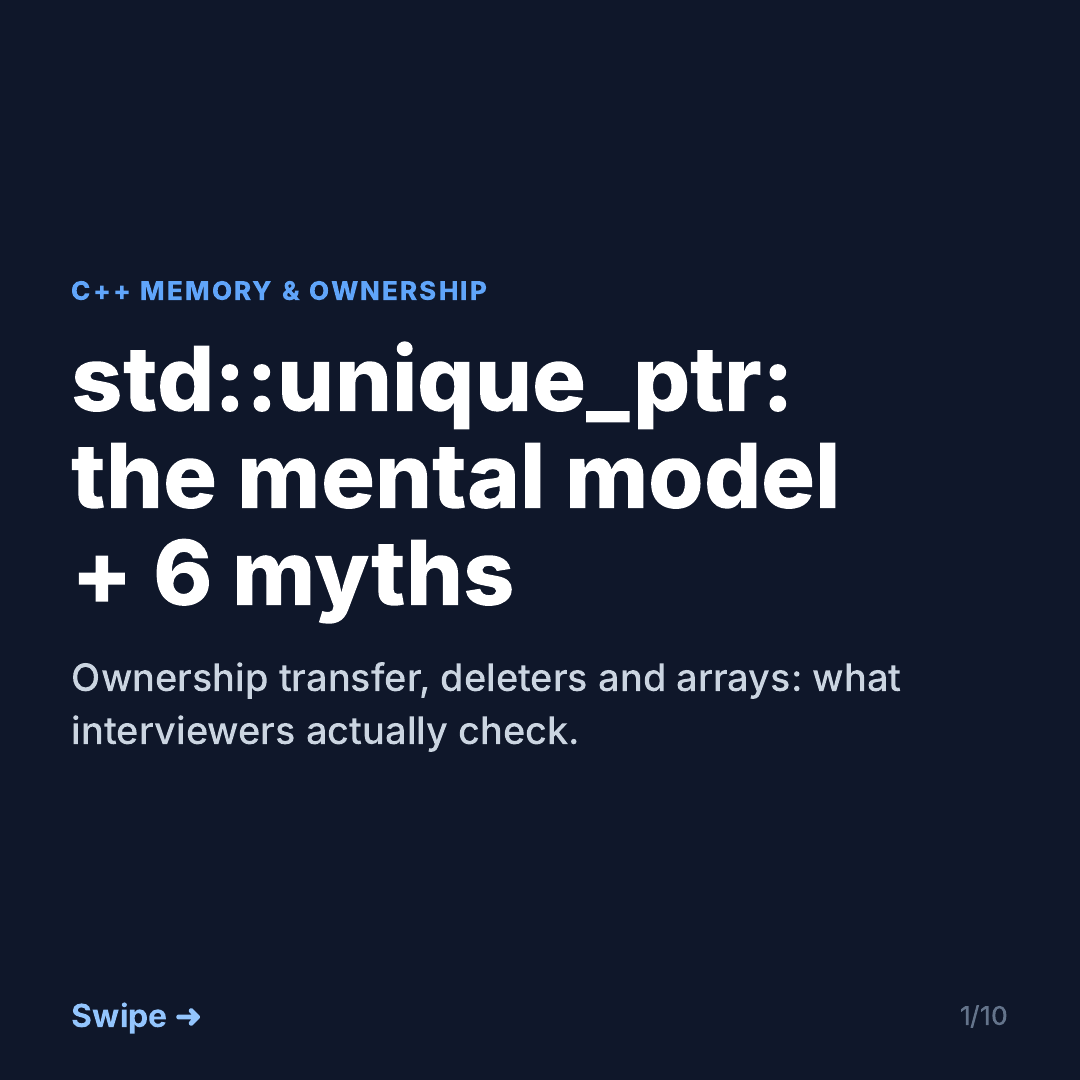 C++ MEMORY & OWNERSHIP
std::unique_ptr:
the mental model
+ 6 myths
Ownership transfer, deleters and arrays: what
interviewers actually check.
Swipe ➜
1/10